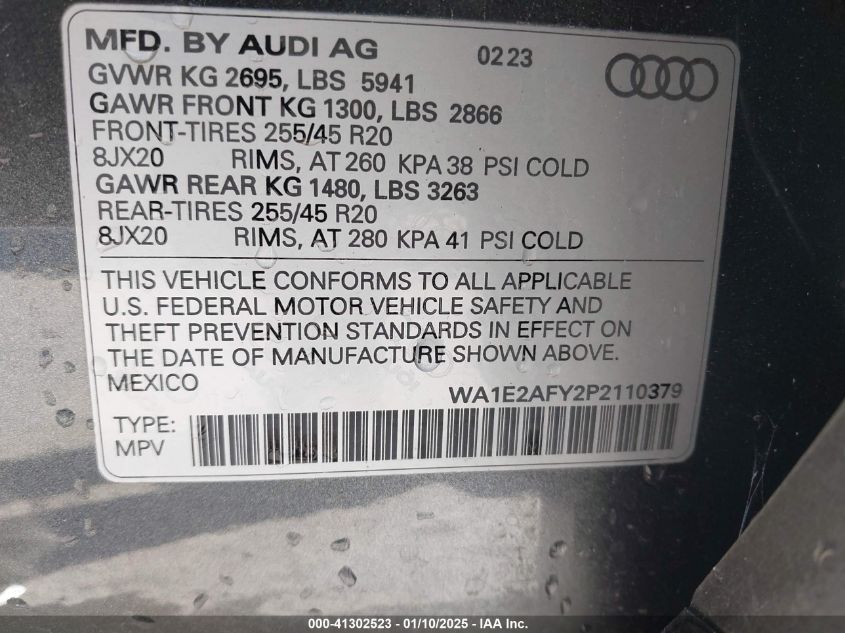 MFD. BY AUDI AG 02 23
GVWR KG 2695, LBS 5941
GAWR FRONT KG 1300, LBS 2866
FRONT-TIRES 255/45 R20
8JX20 RIMS, AT 260 KPA 38 PSI COLD
GAWR REAR KG 1480, LBS 3263
REAR-TIRES 255/45 R20
8JX20 RIMS, AT 280 KPA 41 PSI COLD
THIS VEHICLE CONFORMS TO ALL APPLICABLE
U.S. FEDERAL MOTOR VEHICLE SAFETY AND
THEFT PREVENTION STANDARDS IN EFFECT ON
THE DATE OF MANUFACTURE SHOWN ABOVE.
MEXICO WA1E2AFY2P2110379
TYPE:
MPV
000-41302523 - 01/10/2025 - IAA Inc.